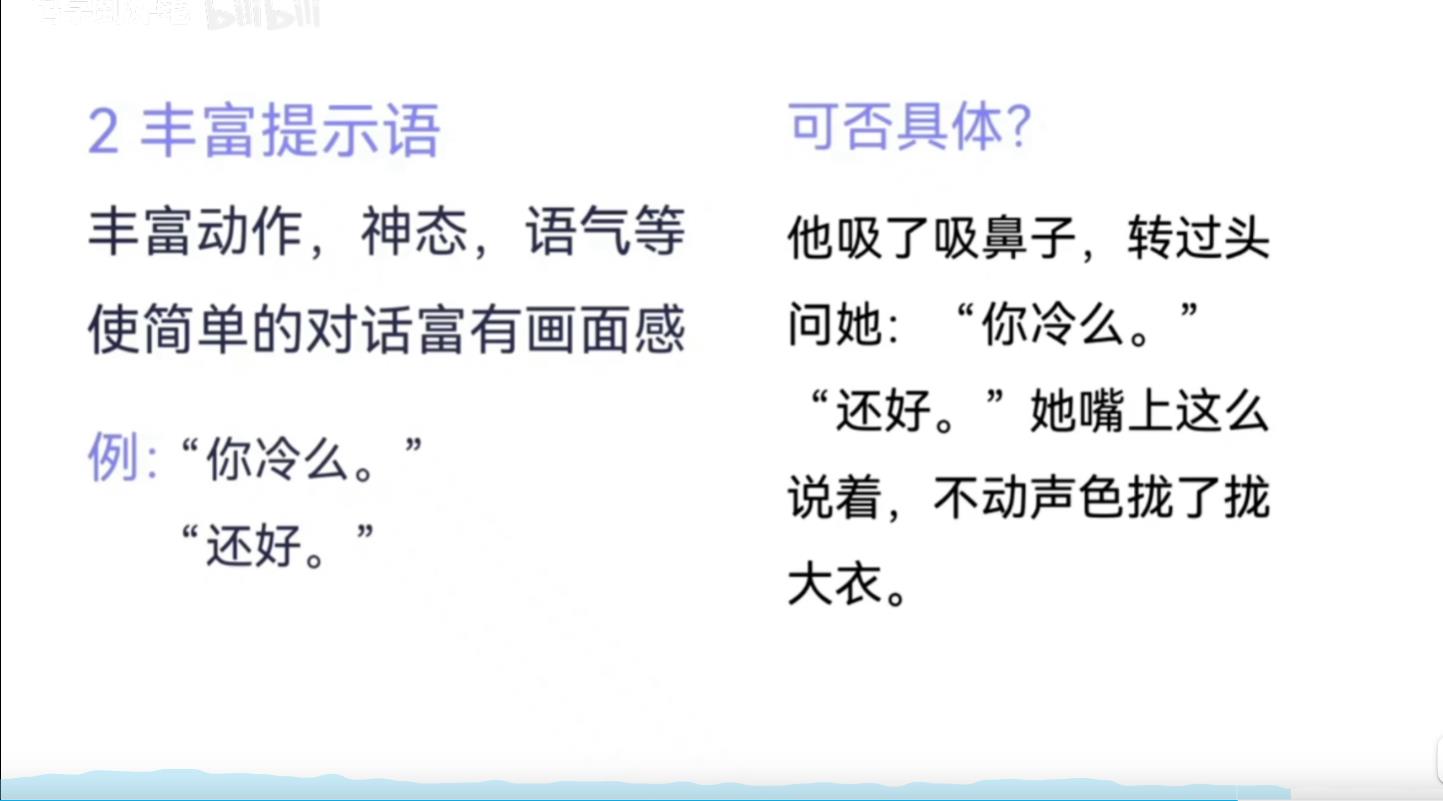 bilibili
2 丰富提示语
丰富动作，神态，语气等
使简单的对话富有画面感
例：“你冷么。”
“还好。”
可否具体？
他吸了吸鼻子，转过头
问她：“你冷么。”
“还好。”她嘴上这么
说着，不动声色拢了拢
大衣。